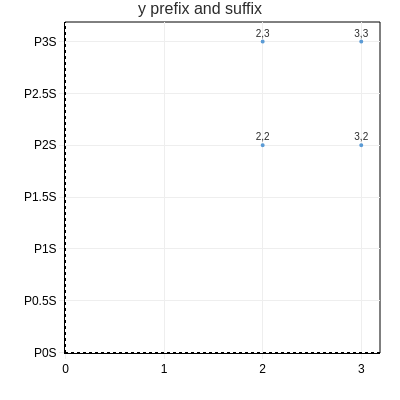 y prefix and suffix
P3S
2,3 3,3
P2.5S
P2S
2,2 3,2
P1.5S
P1S
P0.5S
P0S
0 1 2 3